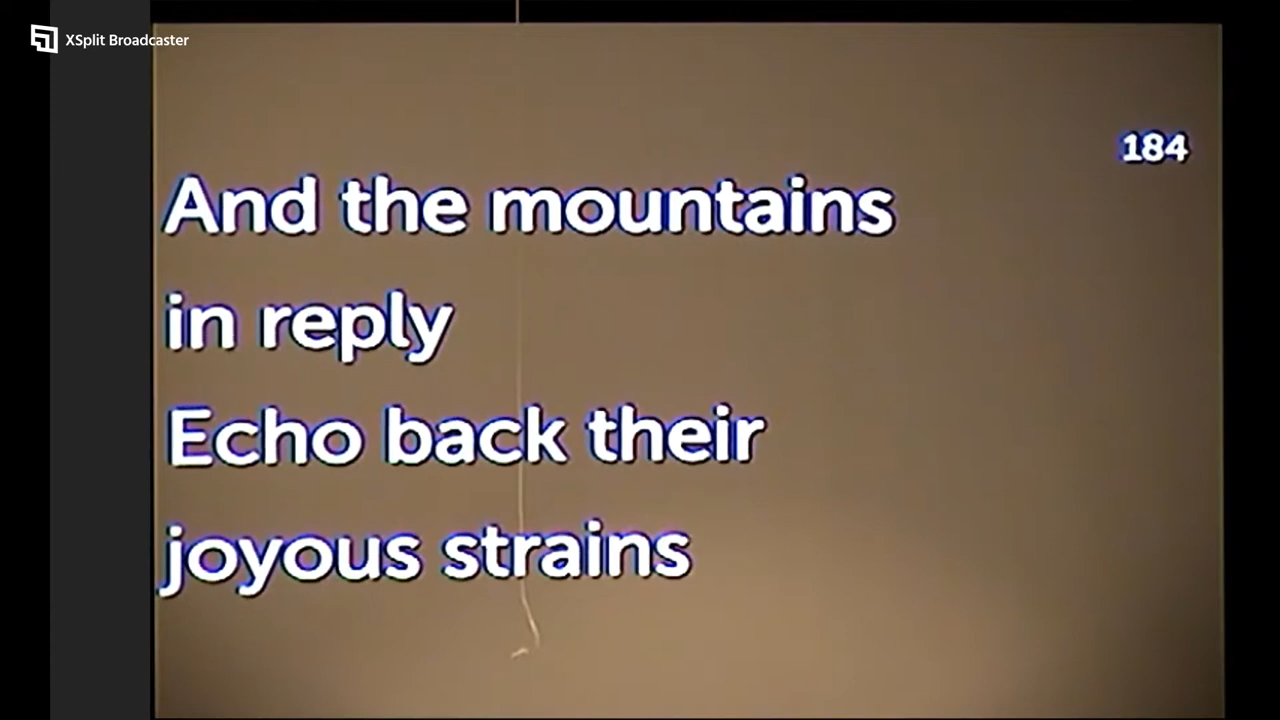 XSplit Broadcaster
184
And the mountains
in reply
Echo back their
joyous strains